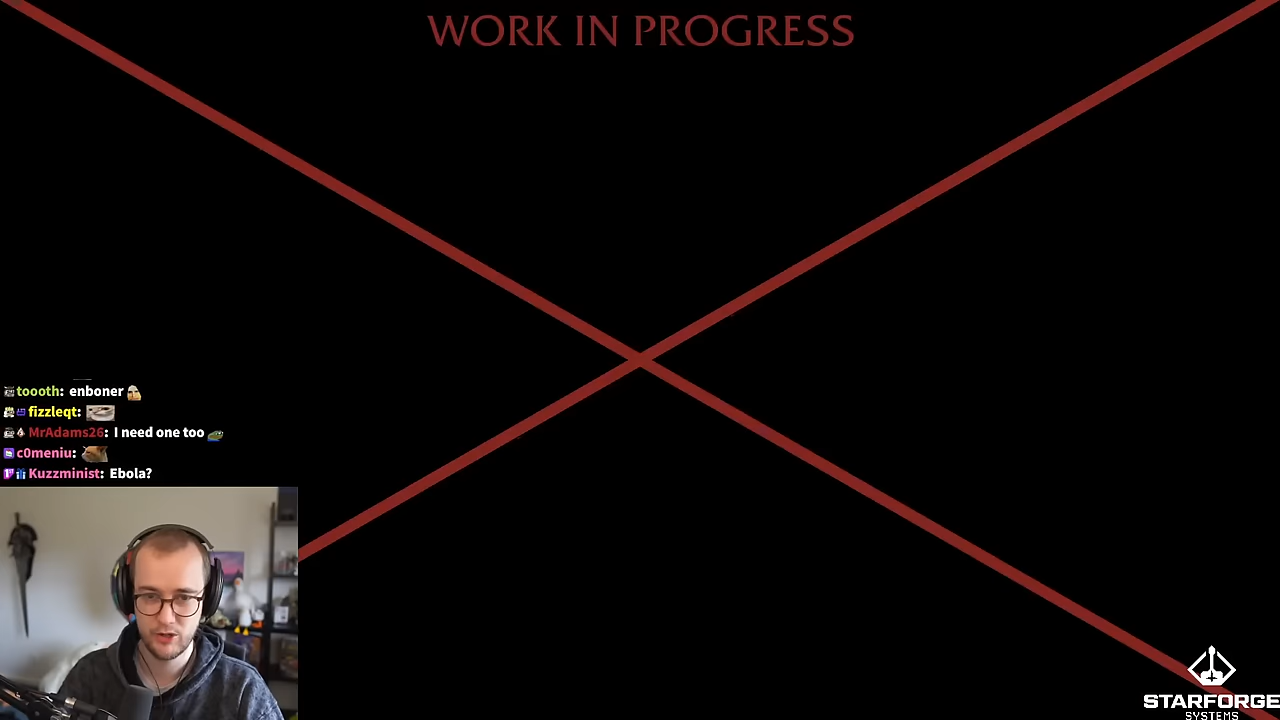 WORK IN PROGRESS
toooth: enboner
fizzleqt:
MrAdams26: I need one too
c0meniu:
Kuzzminist: Ebola?
STARFORGE
SYSTEMS